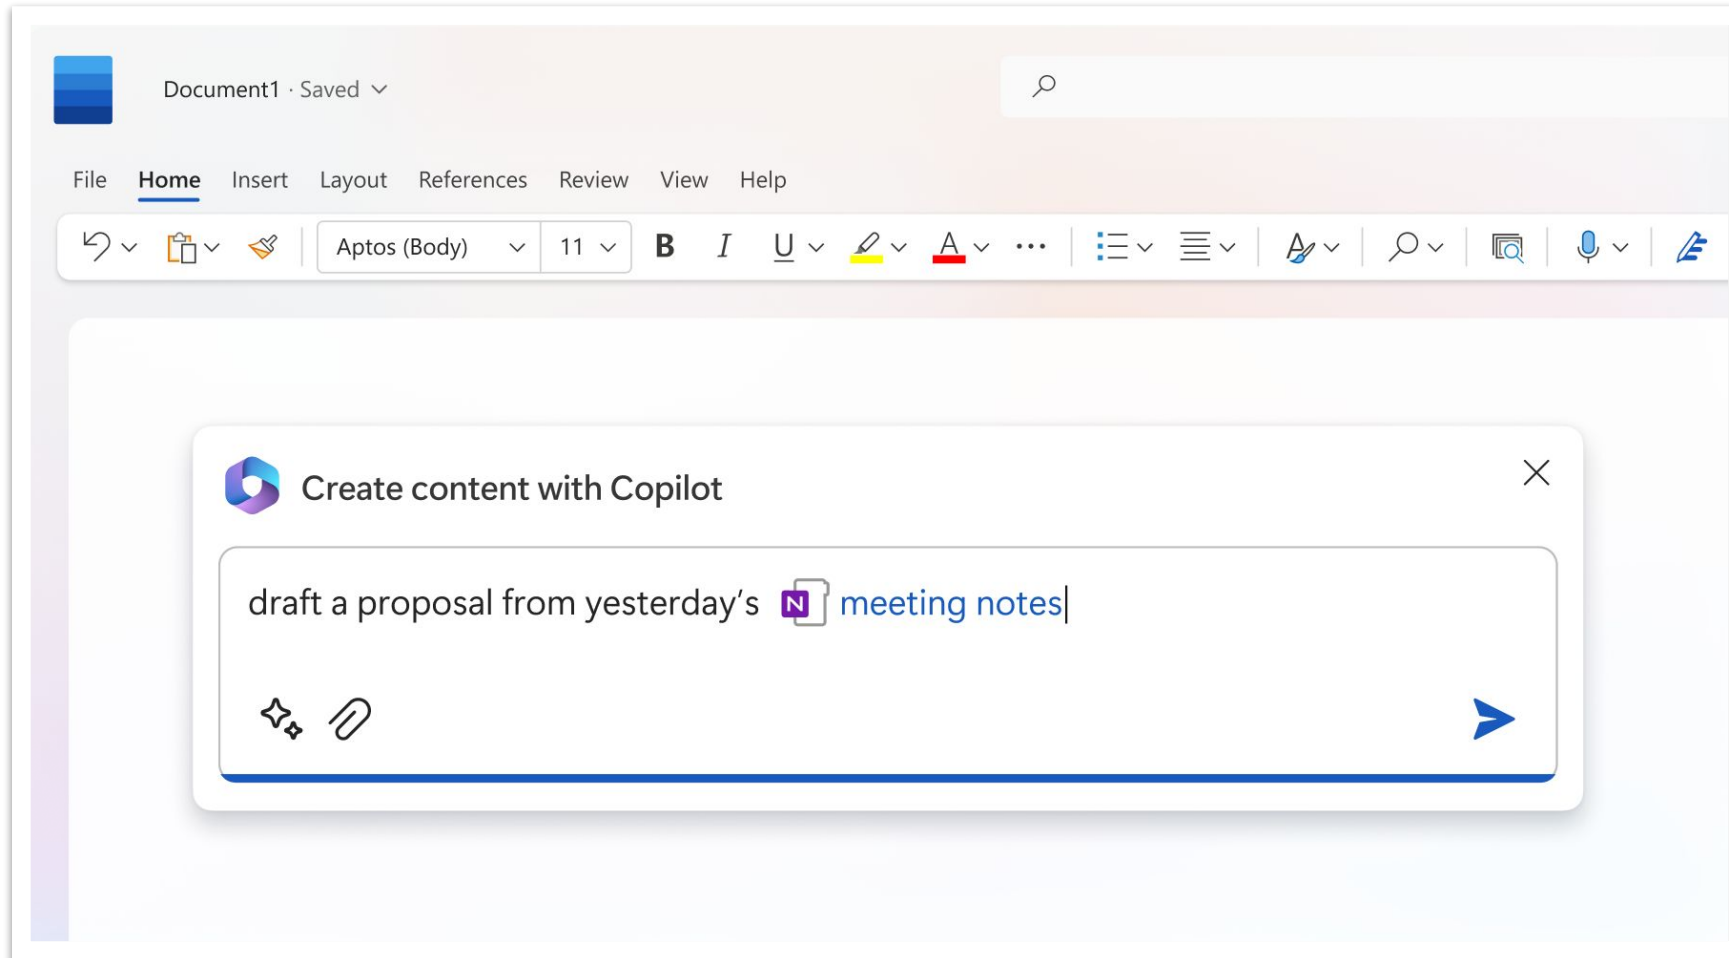 Document1 · Saved
File Home Insert Layout References Review View Help
Aptos (Body) 11 B I U A A
Create content with Copilot
draft a proposal from yesterday’s N meeting notes